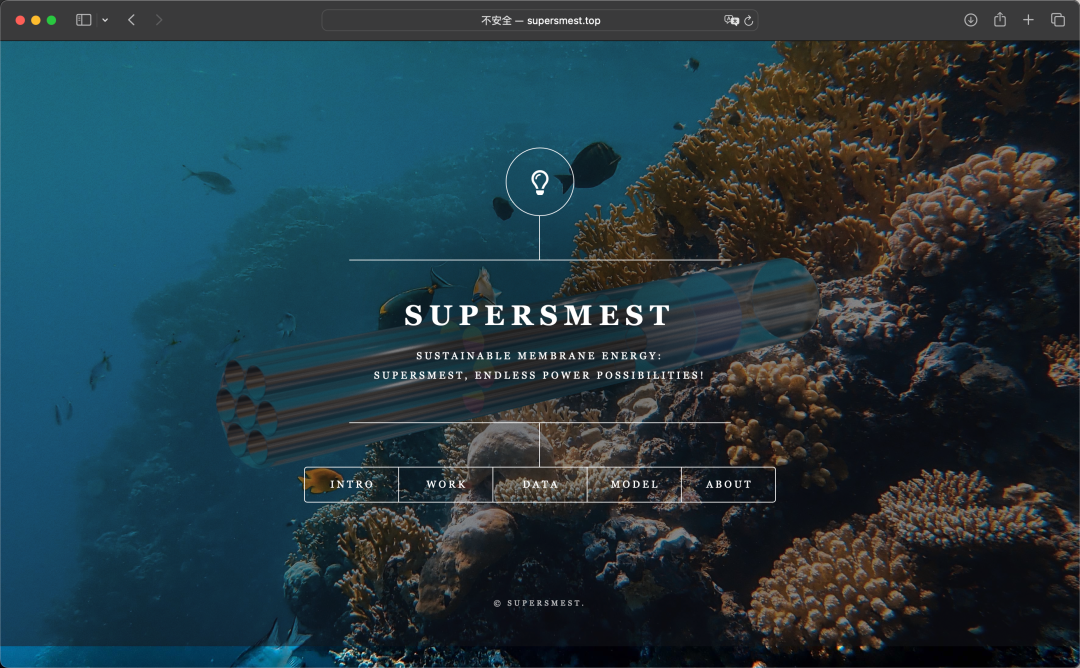 不安全 — supersmest.top
SUPERSMEST
SUSTAINABLE MEMBRANE ENERGY:
SUPERSMEST, ENDLESS POWER POSSIBILITIES!
INTRO
WORK
DATA
MODEL
ABOUT
© SUPERSMEST.